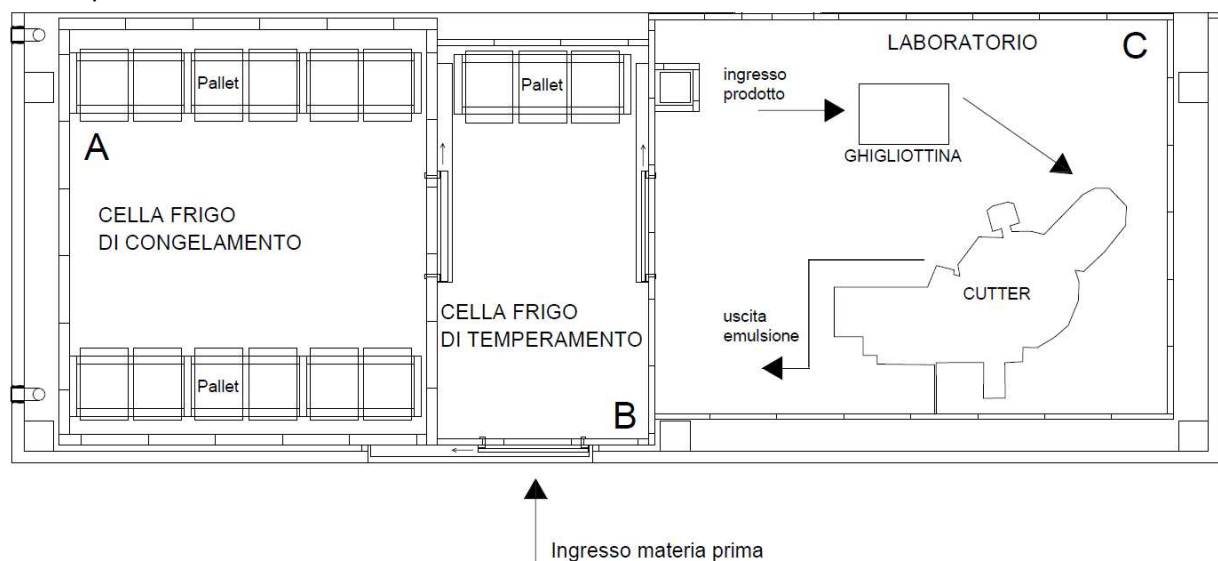 Pallet
A
CELLA FRIGO
DI CONGELAMENTO
Pallet
Pallet
CELLA FRIGO
DI TEMPERAMENTO
B
LABORATORIO
C
ingresso
prodotto
GHIGLIOTTINA
CUTTER
uscita
emulsione
Ingresso materia prima